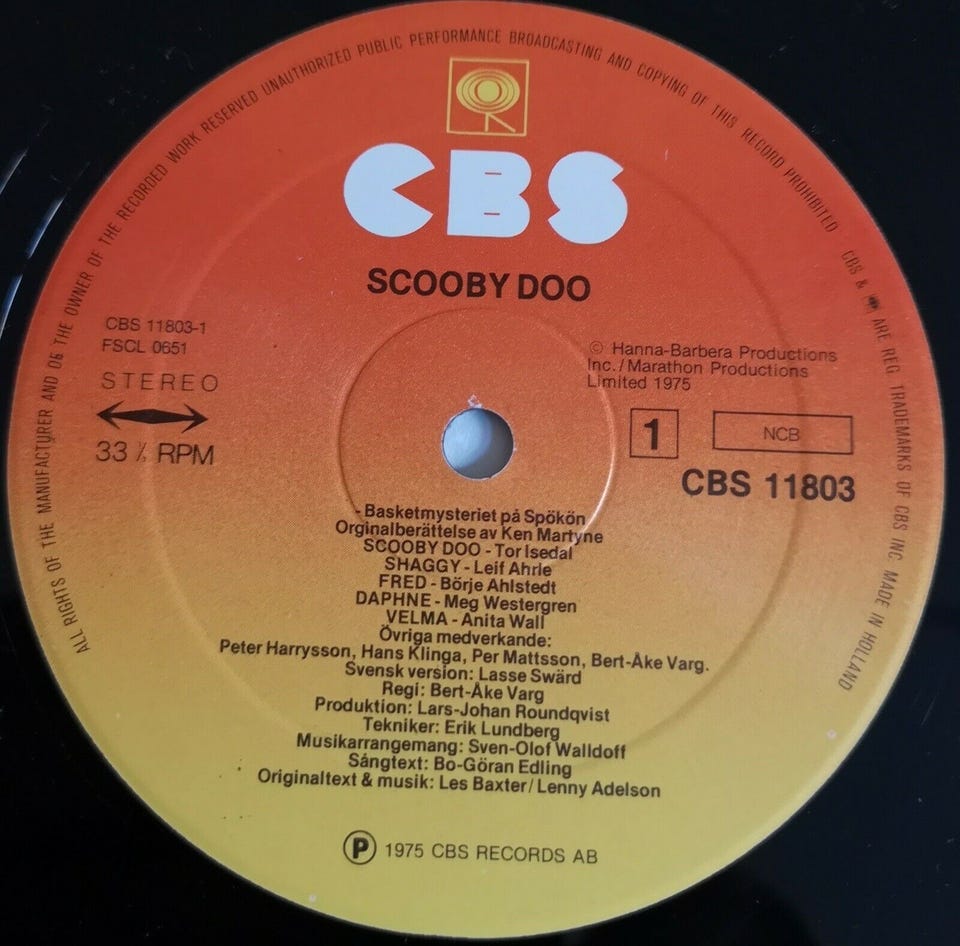 ALL RIGHTS OF THE MANUFACTURER AND OF THE OWNER OF THE RECORDED WORK RESERVED UNAUTHORIZED PUBLIC PERFORMANCE BROADCASTING AND COPYING OF THIS RECORD PROHIBITED CBS & ARE REG. TRADEMARKS OF CBS INC. MADE IN HOLLAND
CBS
SCOOBY DOO
CBS 11803-1
FSCL 0651
STEREO
33 ⅓ RPM
© Hanna-Barbera Productions
Inc./Marathon Productions
Limited 1975
1
NCB
CBS 11803
- Basketmysteriet på Spökön
Orginalberättelse av Ken Martyne
SCOOBY DOO - Tor Isedal
SHAGGY - Leif Ahrle
FRED - Börje Ahlstedt
DAPHNE - Meg Westergren
VELMA - Anita Wall
Övriga medverkande:
Peter Harrysson, Hans Klinga, Per Mattsson, Bert-Åke Varg.
Svensk version: Lasse Swärd
Regi: Bert-Åke Varg
Produktion: Lars-Johan Roundqvist
Tekniker: Erik Lundberg
Musikarrangemang: Sven-Olof Walldoff
Sångtext: Bo-Göran Edling
Originaltext & musik: Les Baxter/Lenny Adelson
Ⓟ 1975 CBS RECORDS AB